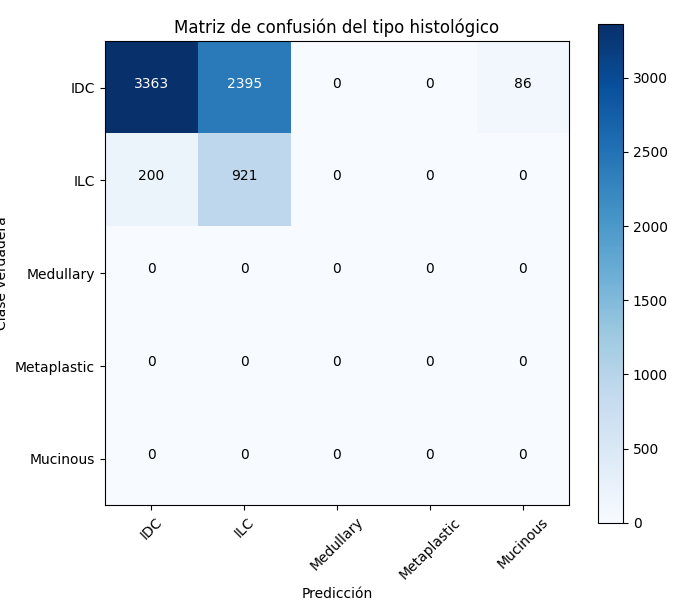 Matriz de confusión del tipo histológico
IDC 3363 2395 0 0 86
ILC 200 921 0 0 0
Medullary 0 0 0 0 0
Metaplastic 0 0 0 0 0
Mucinous 0 0 0 0 0
IDC ILC Medullary Metaplastic Mucinous
Predicción
3000
2500
2000
1500
1000
500
0